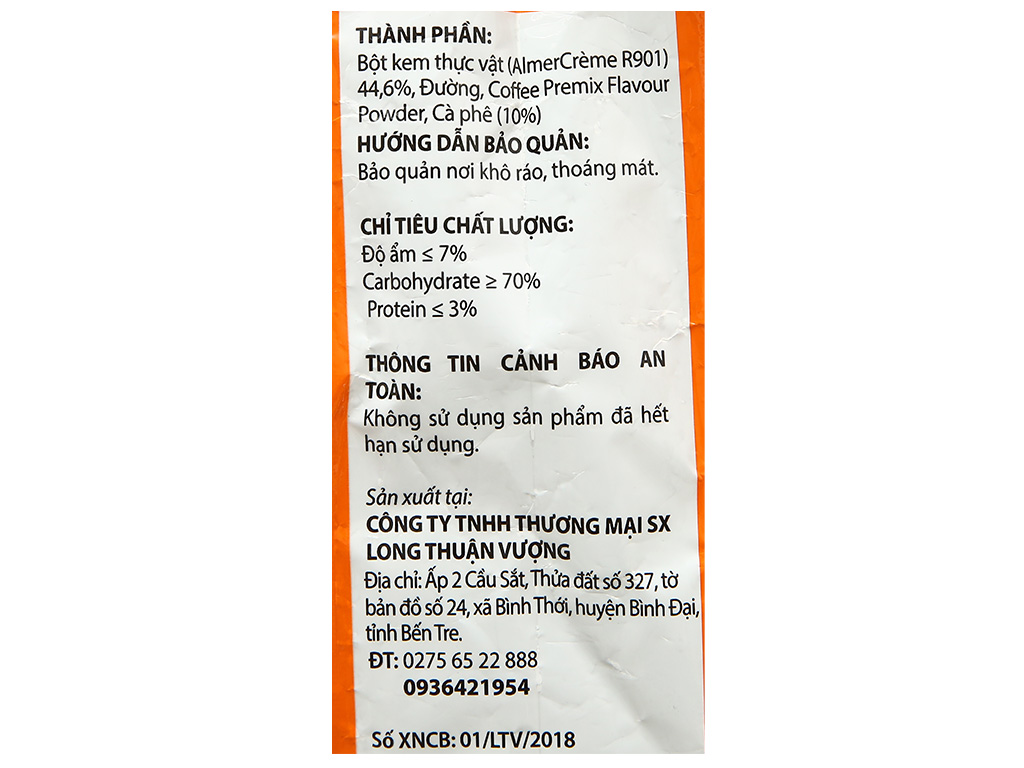 THÀNH PHẦN:
Bột kem thực vật (AlmerCrème R901)
44,6%, Đường, Coffee Premix Flavour
Powder, Cà phê (10%)
HƯỚNG DẪN BẢO QUẢN:
Bảo quản nơi khô ráo, thoáng mát.
CHỈ TIÊU CHẤT LƯỢNG:
Độ ẩm ≤ 7%
Carbohydrate ≥ 70%
Protein ≤ 3%
THÔNG TIN CẢNH BÁO AN
TOÀN:
Không sử dụng sản phẩm đã hết
hạn sử dụng.
Sản xuất tại:
CÔNG TY TNHH THƯƠNG MẠI SX
LONG THUẬN VƯỢNG
Địa chỉ: Ấp 2 Cầu Sắt, Thửa đất số 327, tờ
bản đồ số 24, xã Bình Thới, huyện Bình Đại,
tỉnh Bến Tre.
ĐT: 0275 65 22 888
0936421954
Số XNCB: 01/LTV/2018